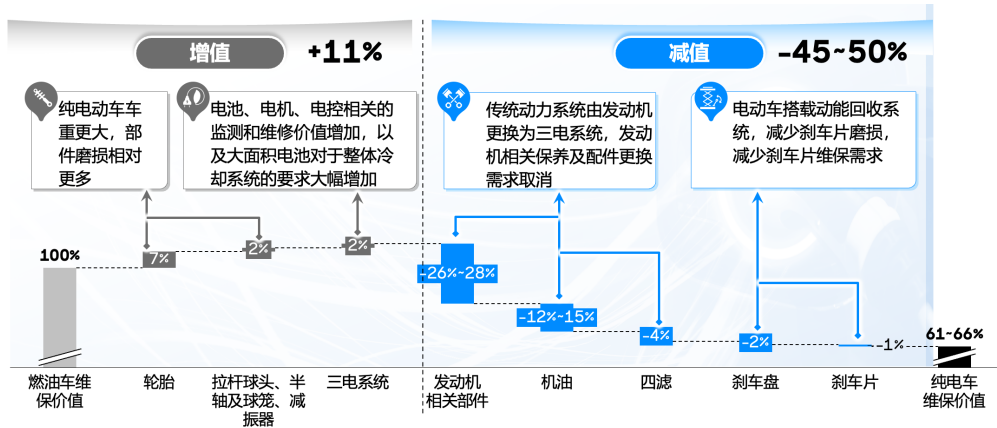 增值
+11%
减值
-45~50%
纯电动车车
重更大，部
件磨损相对
更多
电池、电机、电控相关的
监测和维修价值增加，以
及大面积电池对于整体冷
却系统的要求大幅增加
传统动力系统由发动机
更换为三电系统，发动
机相关保养及配件更换
需求取消
电动车搭载动能回收系
统，减少刹车片磨损，
减少刹车片维保需求
100%
7%
2%
2%
-26%~28%
-12%~15%
-4%
-2%
-1%
61~66%
燃油车维
保价值
轮胎
拉杆球头、半
轴及球笼、减
振器
三电系统
发动机
相关部件
机油
四滤
刹车盘
刹车片
纯电车
维保价值